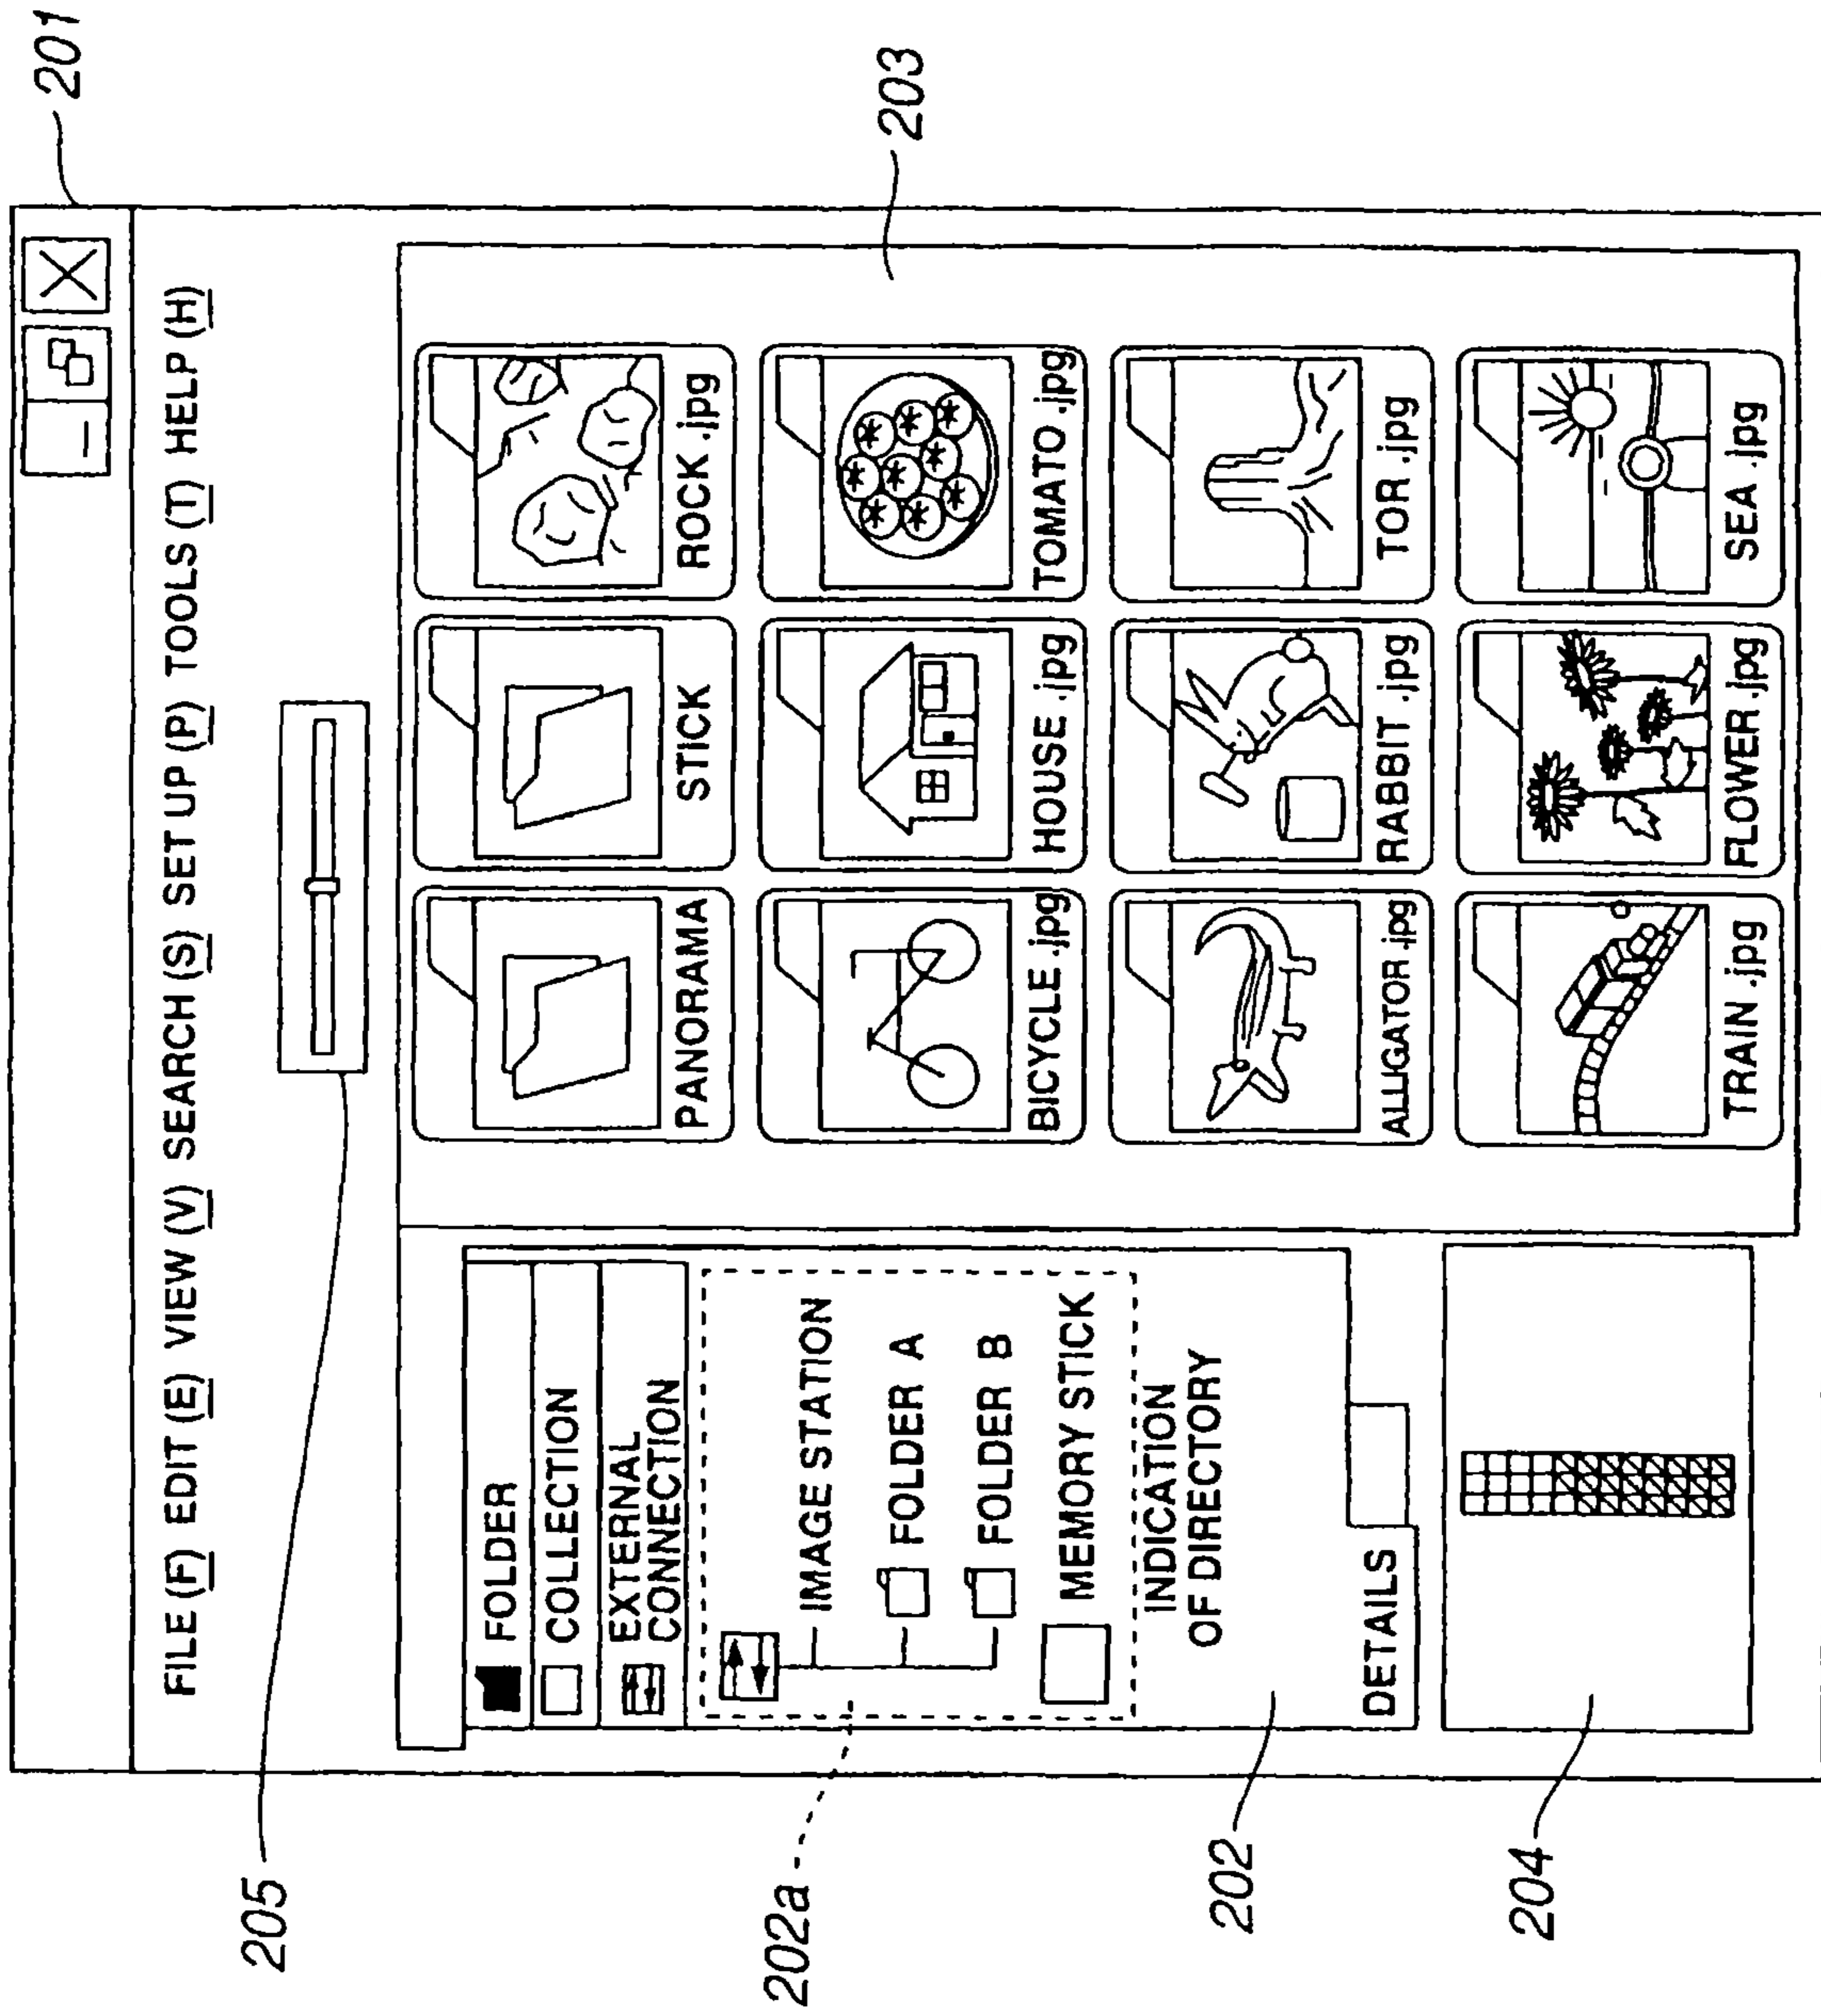 201
FILE (F) EDIT (E) VIEW (V) SEARCH (S) SET UP (P) TOOLS (T) HELP (H)
205
FOLDER
COLLECTION
EXTERNAL
CONNECTION
202a
IMAGE STATION
FOLDER A
FOLDER B
MEMORY STICK
INDICATION
OF DIRECTORY
202
DETAILS
204
203
PANORAMA
STICK
ROCK .jpg
BICYCLE .jpg
HOUSE .jpg
TOMATO .jpg
ALLIGATOR .jpg
RABBIT .jpg
TOR .jpg
TRAIN .jpg
FLOWER .jpg
SEA .jpg